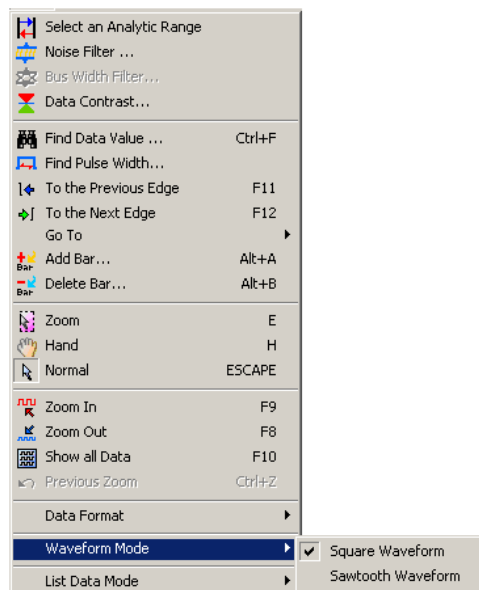 Select an Analytic Range
Noise Filter ...
Bus Width Filter...
Data Contrast...
Find Data Value ... Ctrl+F
Find Pulse Width...
To the Previous Edge F11
To the Next Edge F12
Go To
Bar Add Bar... Alt+A
Bar Delete Bar... Alt+B
Zoom E
Hand H
Normal ESCAPE
Zoom In F9
Zoom Out F8
Show all Data F10
Previous Zoom Ctrl+Z
Data Format
Waveform Mode
Square Waveform
Sawtooth Waveform
List Data Mode